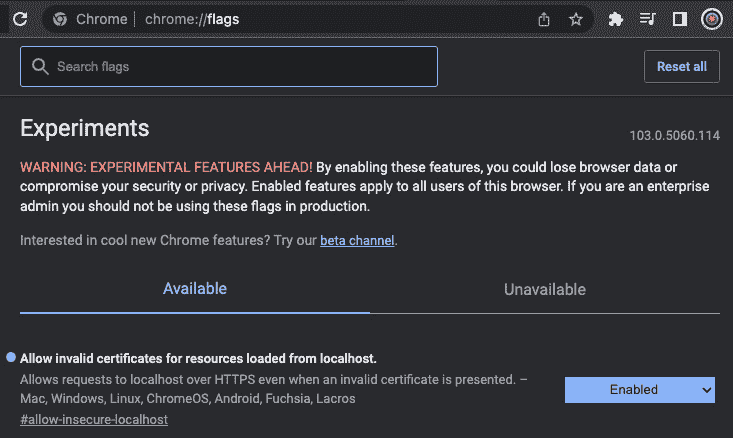 Chrome | chrome://flags
Search flags
Reset all
Experiments
103.0.5060.114
WARNING: EXPERIMENTAL FEATURES AHEAD! By enabling these features, you could lose browser data or
compromise your security or privacy. Enabled features apply to all users of this browser. If you are an enterprise
admin you should not be using these flags in production.
Interested in cool new Chrome features? Try our beta channel.
Available
Unavailable
Allow invalid certificates for resources loaded from localhost.
Allows requests to localhost over HTTPS even when an invalid certificate is presented. –
Mac, Windows, Linux, ChromeOS, Android, Fuchsia, Lacros
#allow-insecure-localhost
Enabled